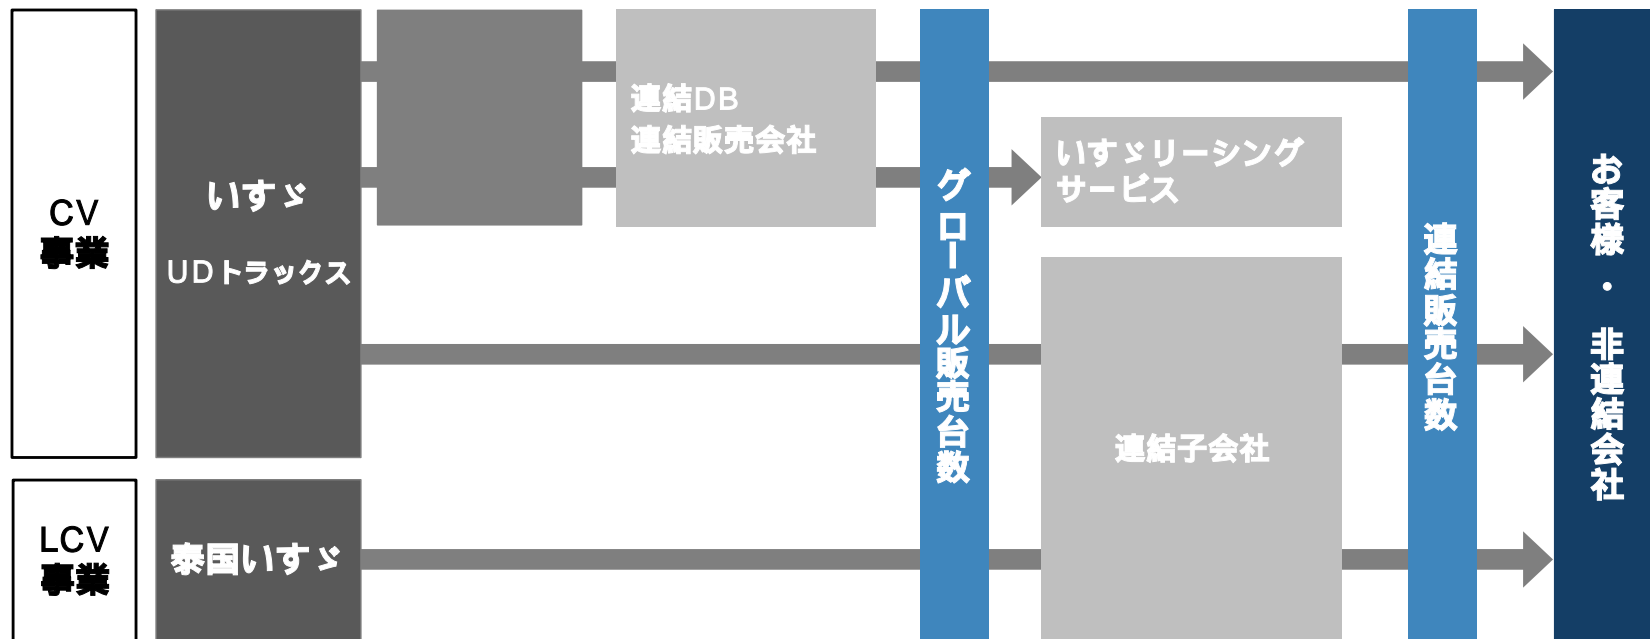 CV
事業
いすゞ
UDトラックス
連結DB
連結販売会社
グローバル販売台数
いすゞリーシング
サービス
連結販売台数
お客様・非連結会社
連結子会社
LCV
事業
泰国いすゞ